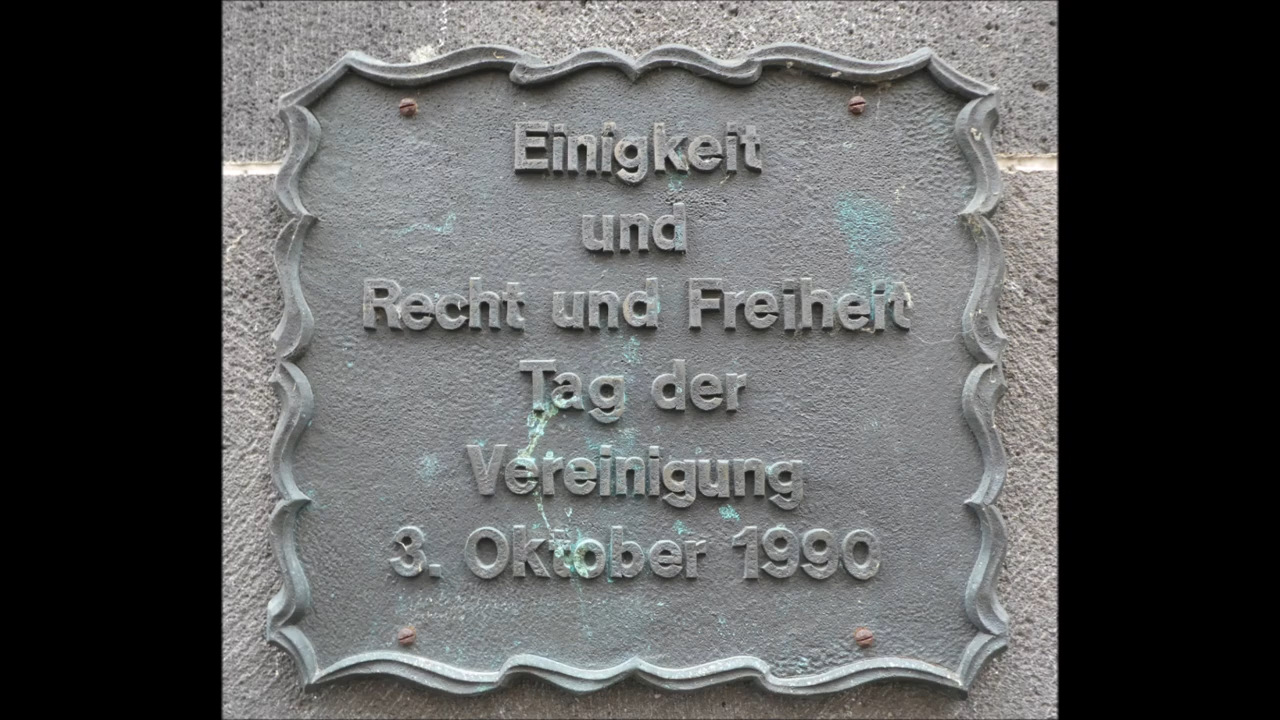 Einigkeit
und
Recht und Freiheit
Tag der
Vereinigung
3. Oktober 1990